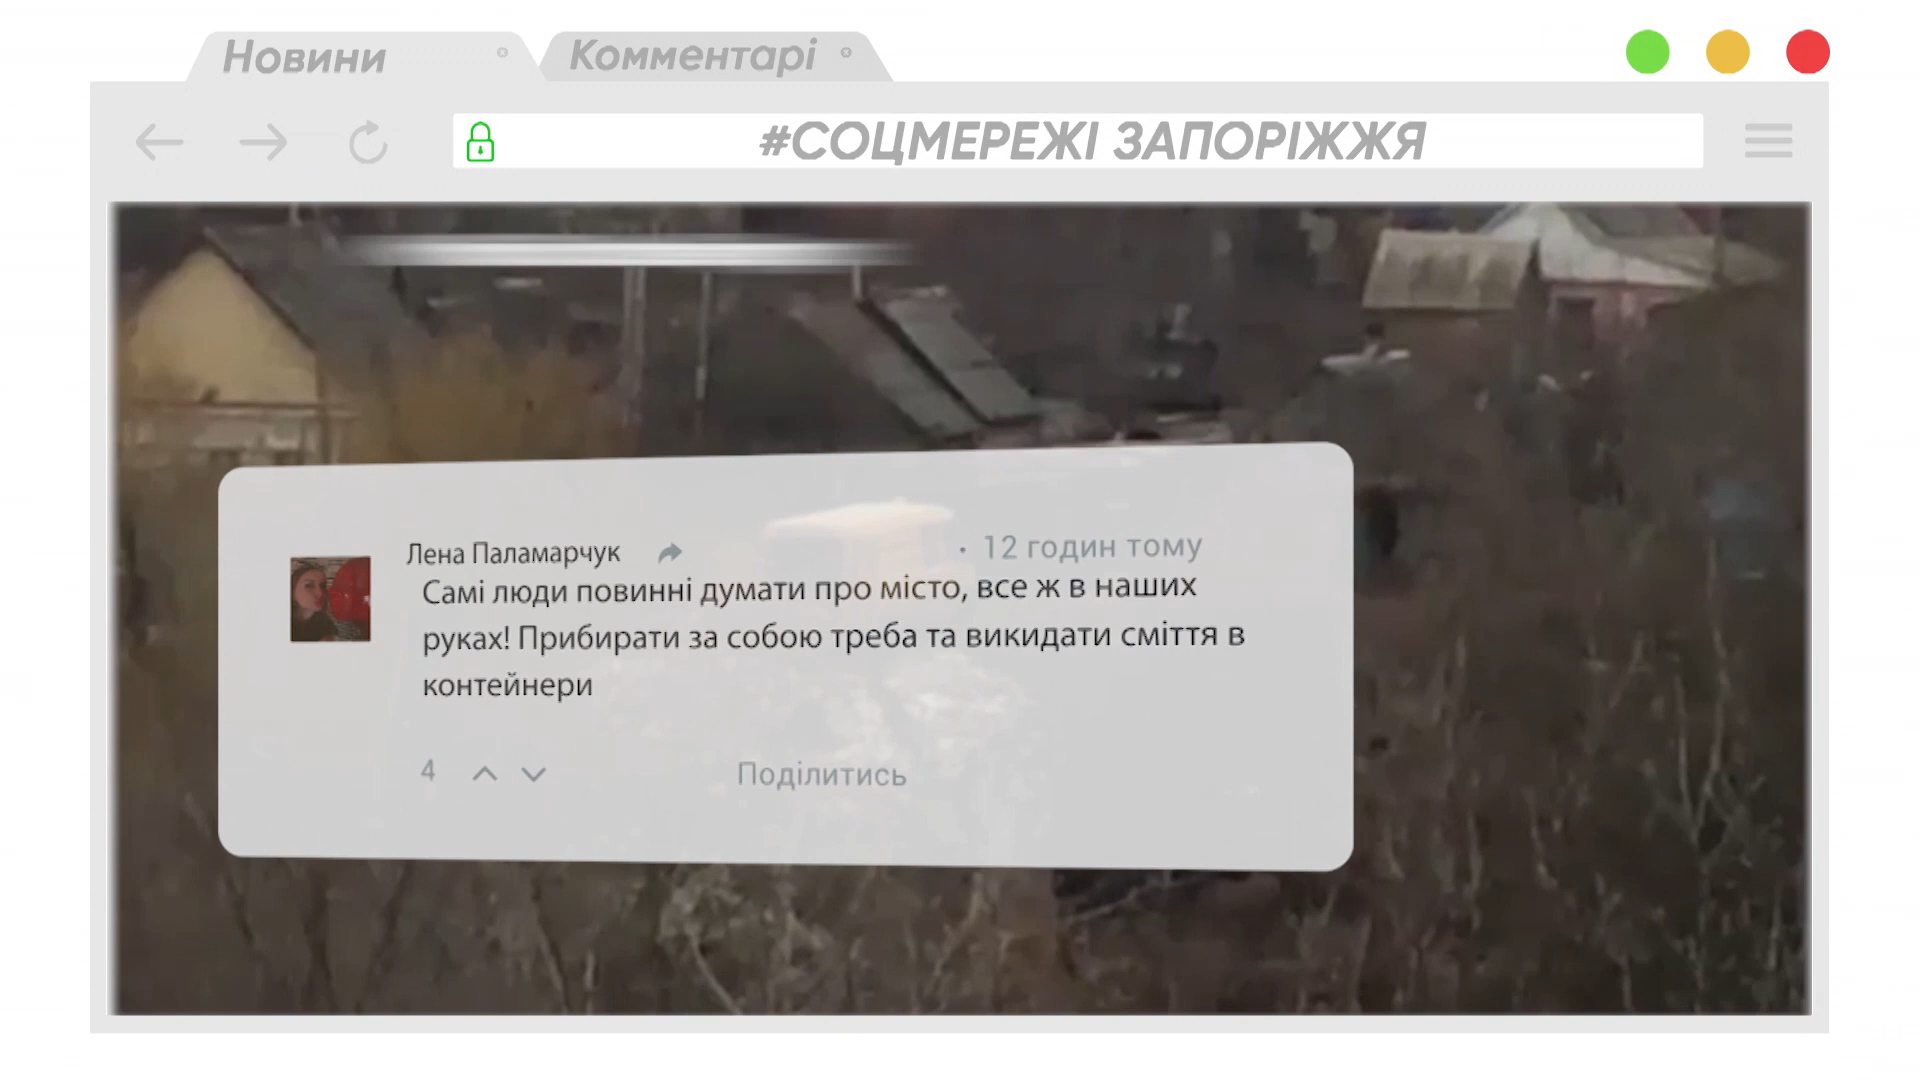 Новини
Комментарі
#СОЦМЕРЕЖІ ЗАПОРІЖЖЯ
Лена Паламарчук
· 12 годин тому
Самі люди повинні думати про місто, все ж в наших
руках! Прибирати за собою треба та викидати сміття в
контейнери
4
Поділитись